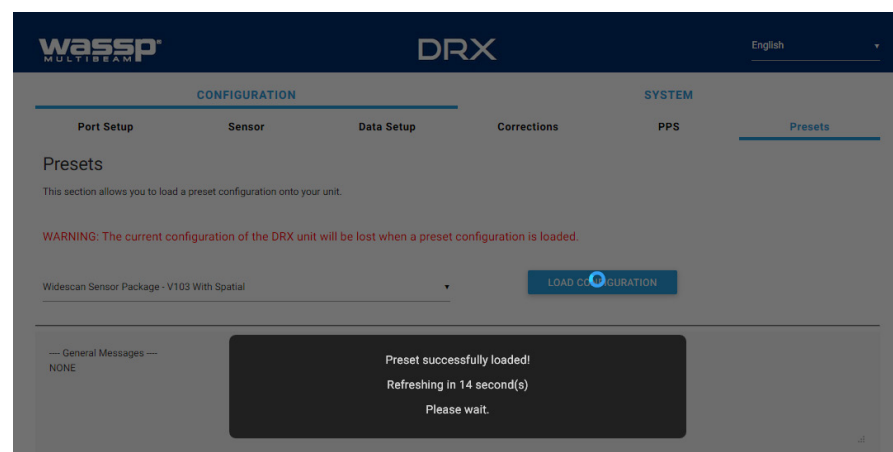 wassp
MULTIBEAM
DRX
English
CONFIGURATION
SYSTEM
Port Setup
Sensor
Data Setup
Corrections
PPS
Presets
Presets
This section allows you to load a preset configuration onto your unit.
WARNING: The current configuration of the DRX unit will be lost when a preset configuration is loaded.
Widescan Sensor Package - V103 With Spatial
LOAD CONFIGURATION
— General Messages —
NONE
Preset successfully loaded!
Refreshing in 14 second(s)
Please wait.